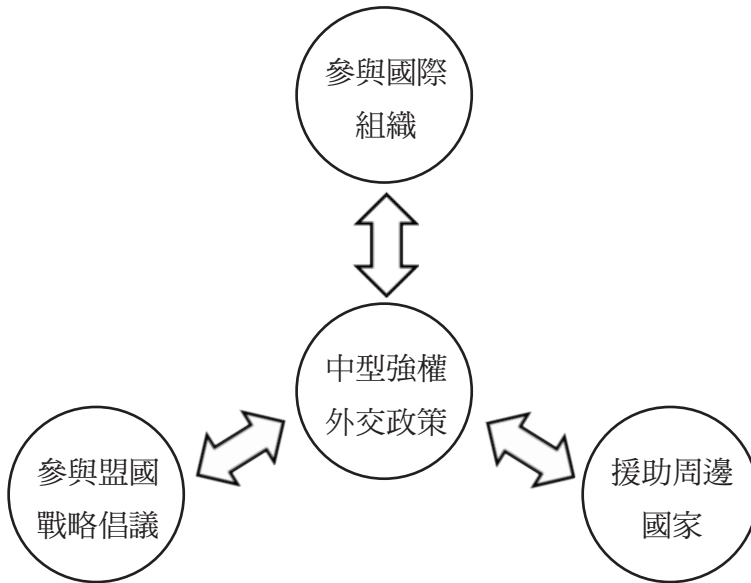 參與國際
組織
中型強權
外交政策
參與盟國
戰略倡議
援助周邊
國家